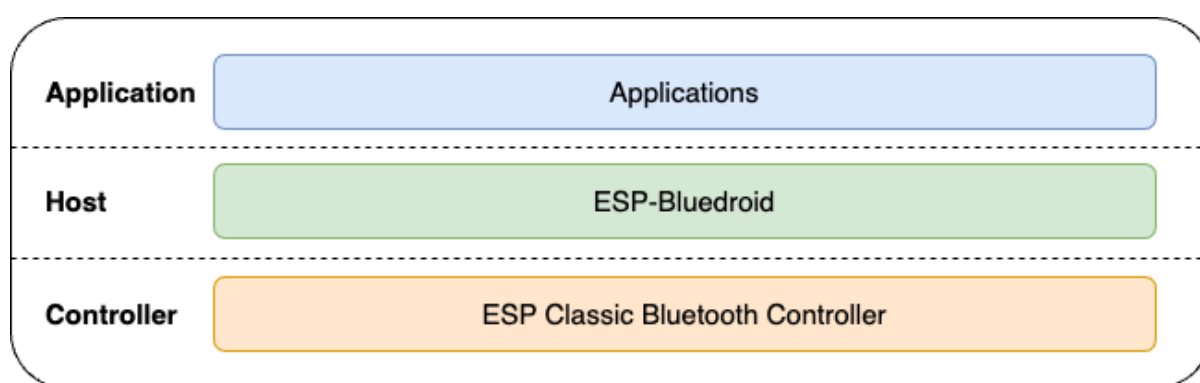 Application
Applications
Host
ESP-Bluedroid
Controller
ESP Classic Bluetooth Controller